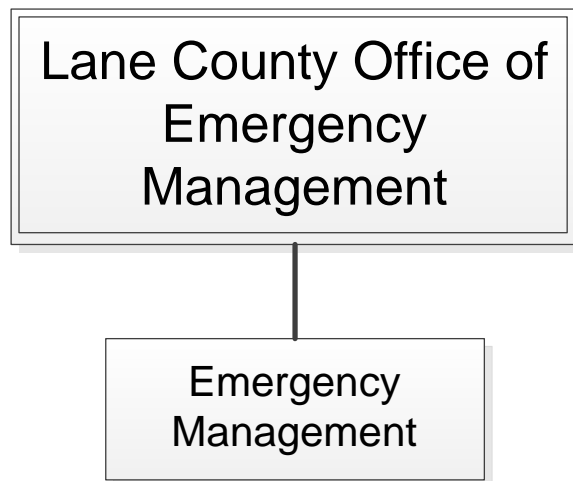 Lane County Office of
Emergency
Management
Emergency
Management